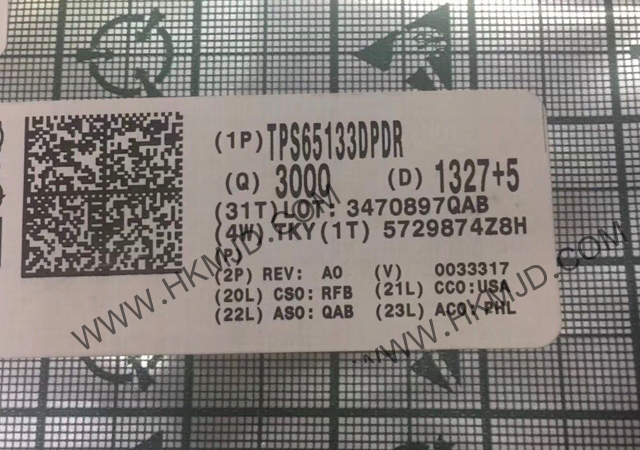 (1P) TPS65133DPDR
(Q) 3000 (D) 1327+5
(31T)LOT: 3470897QAB
(4W) TKY(1T) 5729874Z8H
(P)
(2P) REV: A0 (V) 0033317
(20L) CSO: RFB (21L) CCO:USA
(22L) ASO: QAB (23L) ACO: PHL
WWW.HKMJD.COM
WWW.HKMJD.COM